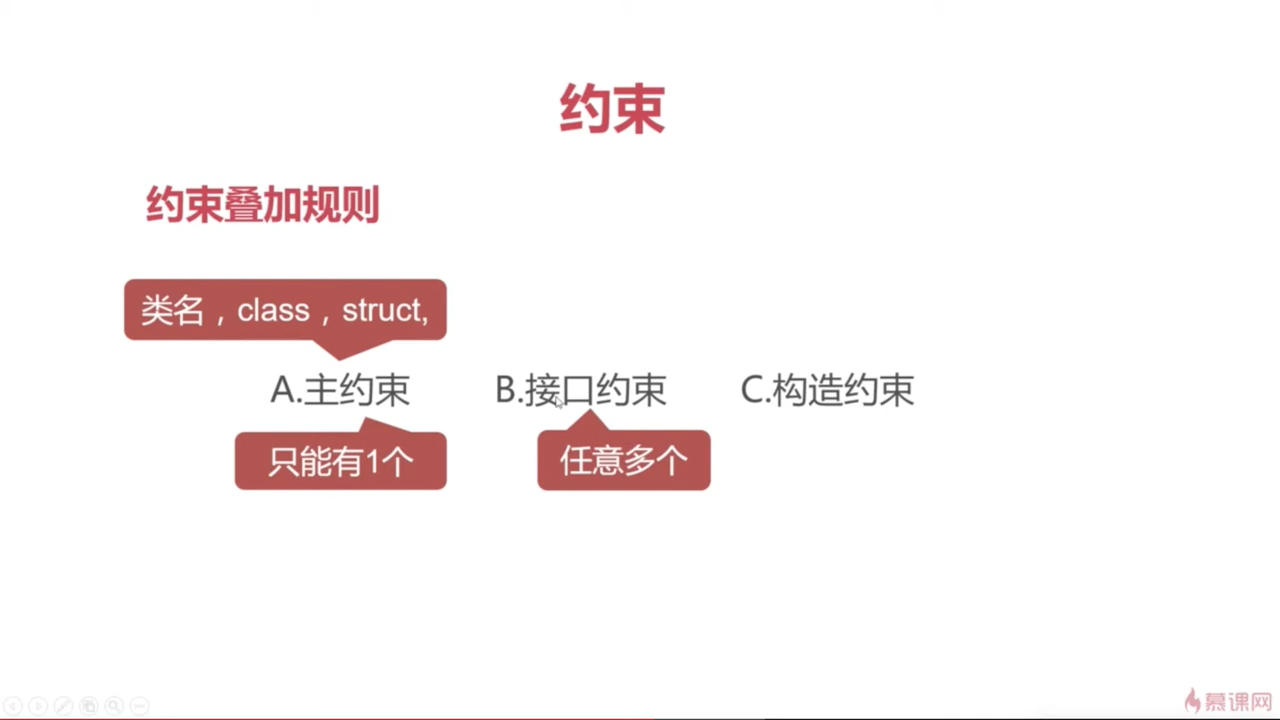 约束
约束叠加规则
类名，class，struct,
A.主约束
B.接口约束
C.构造约束
只能有1个
任意多个
慕课网